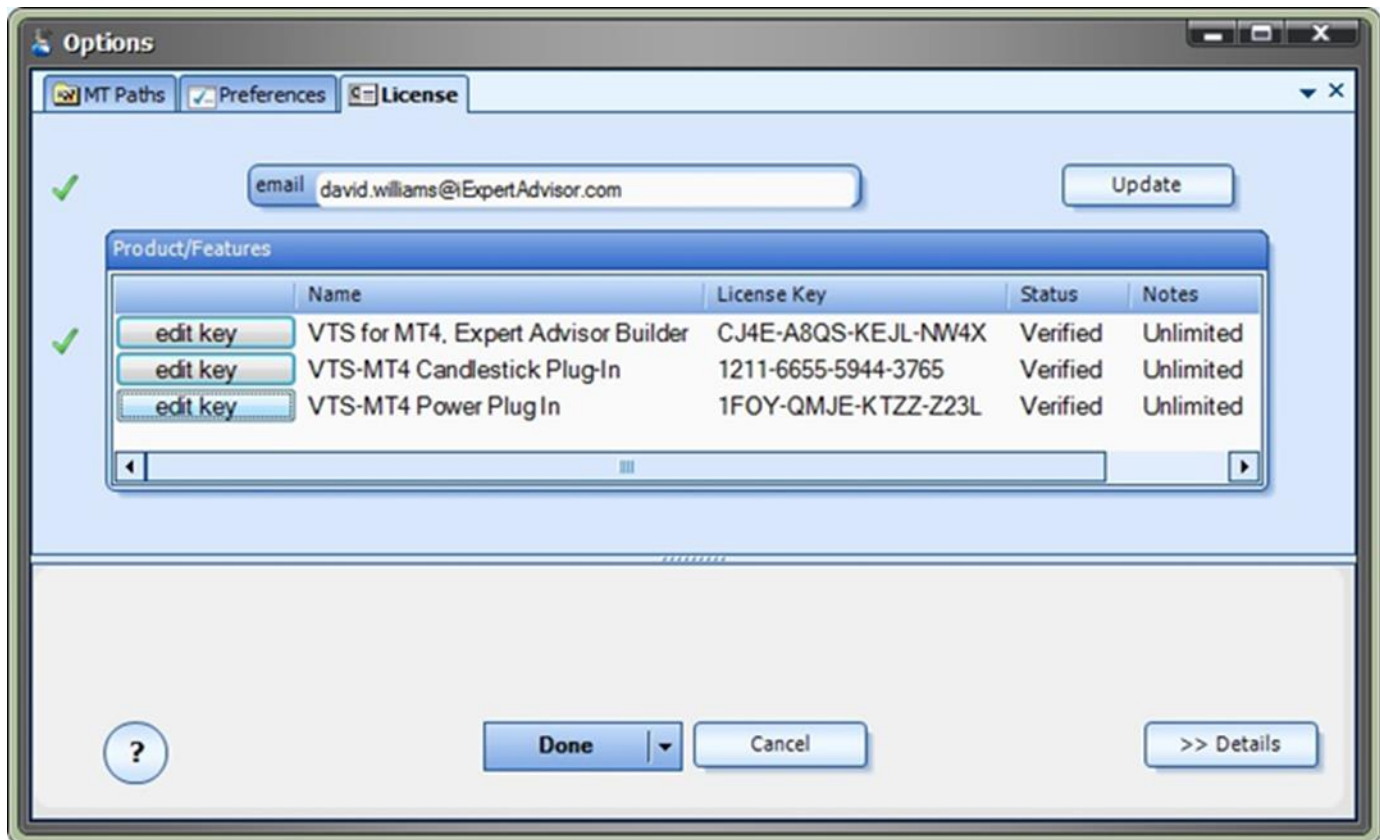 Options
MT Paths Preferences License
email david.williams@iExpertAdvisor.com Update
Product/Features
Name License Key Status Notes
edit key VTS for MT4, Expert Advisor Builder CJ4E-A8QS-KEJL-NW4X Verified Unlimited
edit key VTS-MT4 Candlestick Plug-In 1211-6655-5944-3765 Verified Unlimited
edit key VTS-MT4 Power Plug In 1FOY-QMJE-KTZZ-Z23L Verified Unlimited
? Done Cancel >> Details